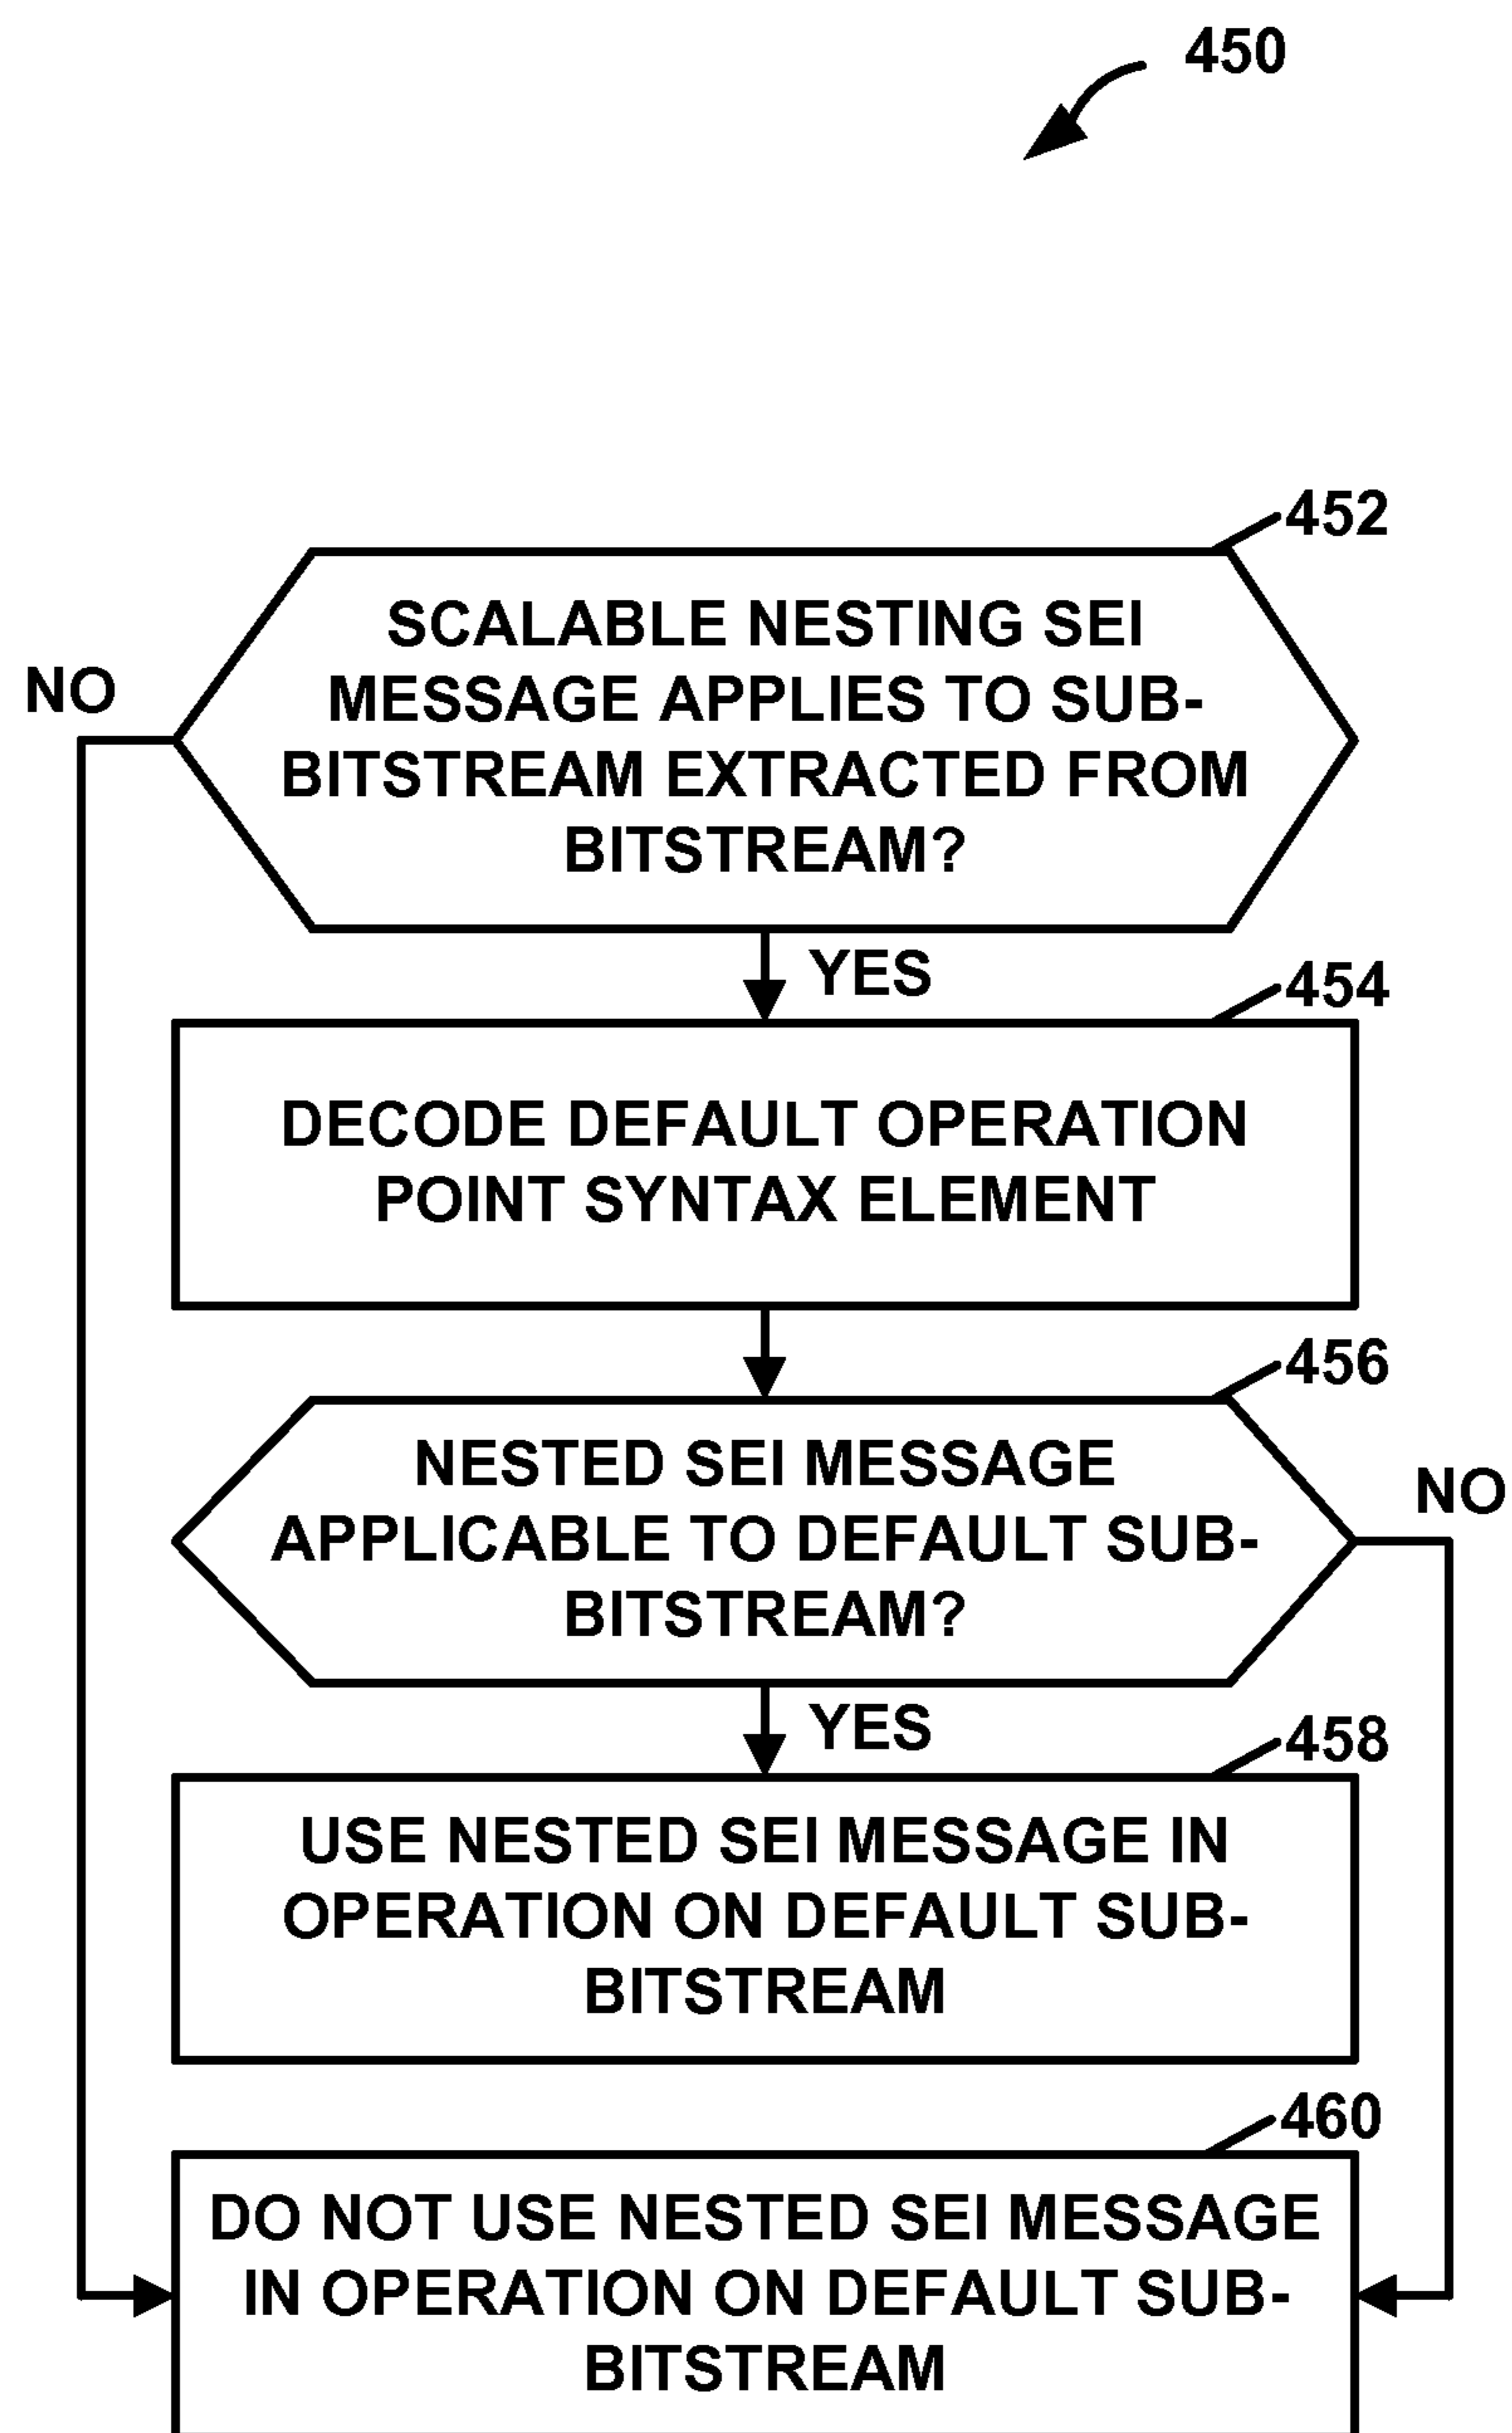 450
452
SCALABLE NESTING SEI
MESSAGE APPLIES TO SUB-
BITSTREAM EXTRACTED FROM
BITSTREAM?
NO
YES
454
DECODE DEFAULT OPERATION
POINT SYNTAX ELEMENT
456
NESTED SEI MESSAGE
APPLICABLE TO DEFAULT SUB-
BITSTREAM?
NO
YES
458
USE NESTED SEI MESSAGE IN
OPERATION ON DEFAULT SUB-
BITSTREAM
460
DO NOT USE NESTED SEI MESSAGE
IN OPERATION ON DEFAULT SUB-
BITSTREAM